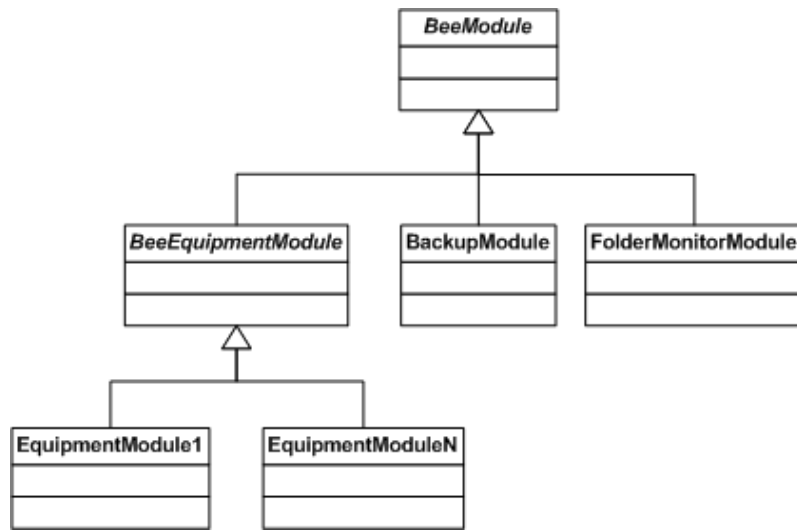 BeeModule
BeeEquipmentModule
BackupModule
FolderMonitorModule
EquipmentModule1
EquipmentModuleN